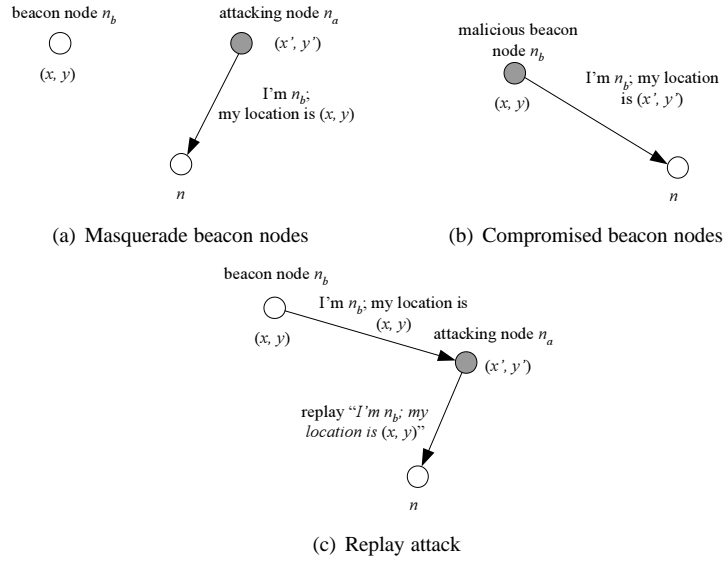 beacon node n_b
attacking node n_a
(x, y)
(x', y')
I'm n_b;
my location is (x, y)
n
(a) Masquerade beacon nodes
malicious beacon
node n_b
(x, y)
I'm n_b; my location
is (x', y')
n
(b) Compromised beacon nodes
beacon node n_b
(x, y)
I'm n_b; my location is
(x, y)
attacking node n_a
(x', y')
replay "I'm n_b; my
location is (x, y)"
n
(c) Replay attack